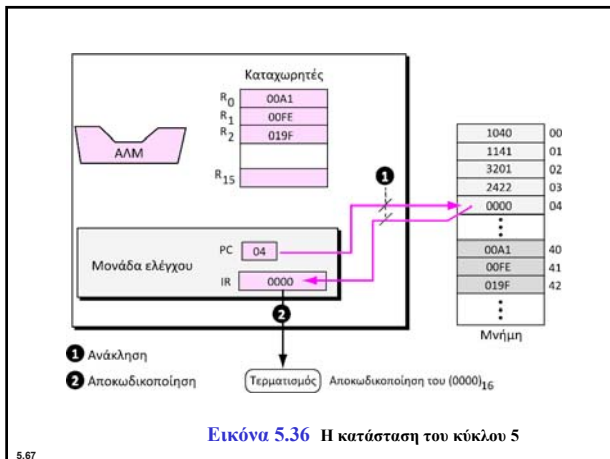 Καταχωρητές
R0 00A1
R1 00FE
R2 019F
R15
ΑΛΜ
1
1040 00
1141 01
3201 02
2422 03
0000 04
00A1 40
00FE 41
019F 42
Μνήμη
Μονάδα ελέγχου
PC 04
IR 0000
2
1 Ανάκληση
2 Αποκωδικοποίηση
Τερματισμός Αποκωδικοποίηση του (0000)16
Εικόνα 5.36 Η κατάσταση του κύκλου 5
5.67